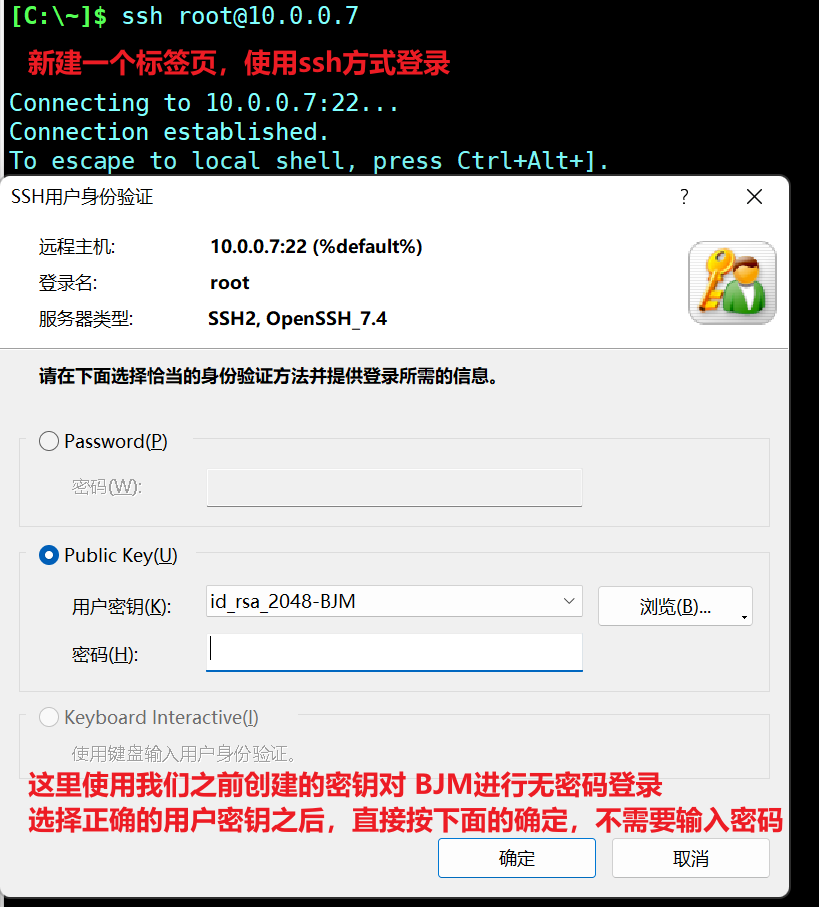 [C:\~]$ ssh root@10.0.0.7
新建一个标签页，使用ssh方式登录
Connecting to 10.0.0.7:22...
Connection established.
To escape to local shell, press Ctrl+Alt+].
SSH用户身份验证
?
远程主机: 10.0.0.7:22 (%default%)
登录名: root
服务器类型: SSH2, OpenSSH_7.4
请在下面选择恰当的身份验证方法并提供登录所需的信息。
Password(P)
密码(W):
Public Key(U)
用户密钥(K): id_rsa_2048-BJM 浏览(B)...
密码(H):
Keyboard Interactive(I)
使用键盘输入用户身份验证。
这里使用我们之前创建的密钥对 BJM进行无密码登录
选择正确的用户密钥之后，直接按下面的确定，不需要输入密码
确定 取消